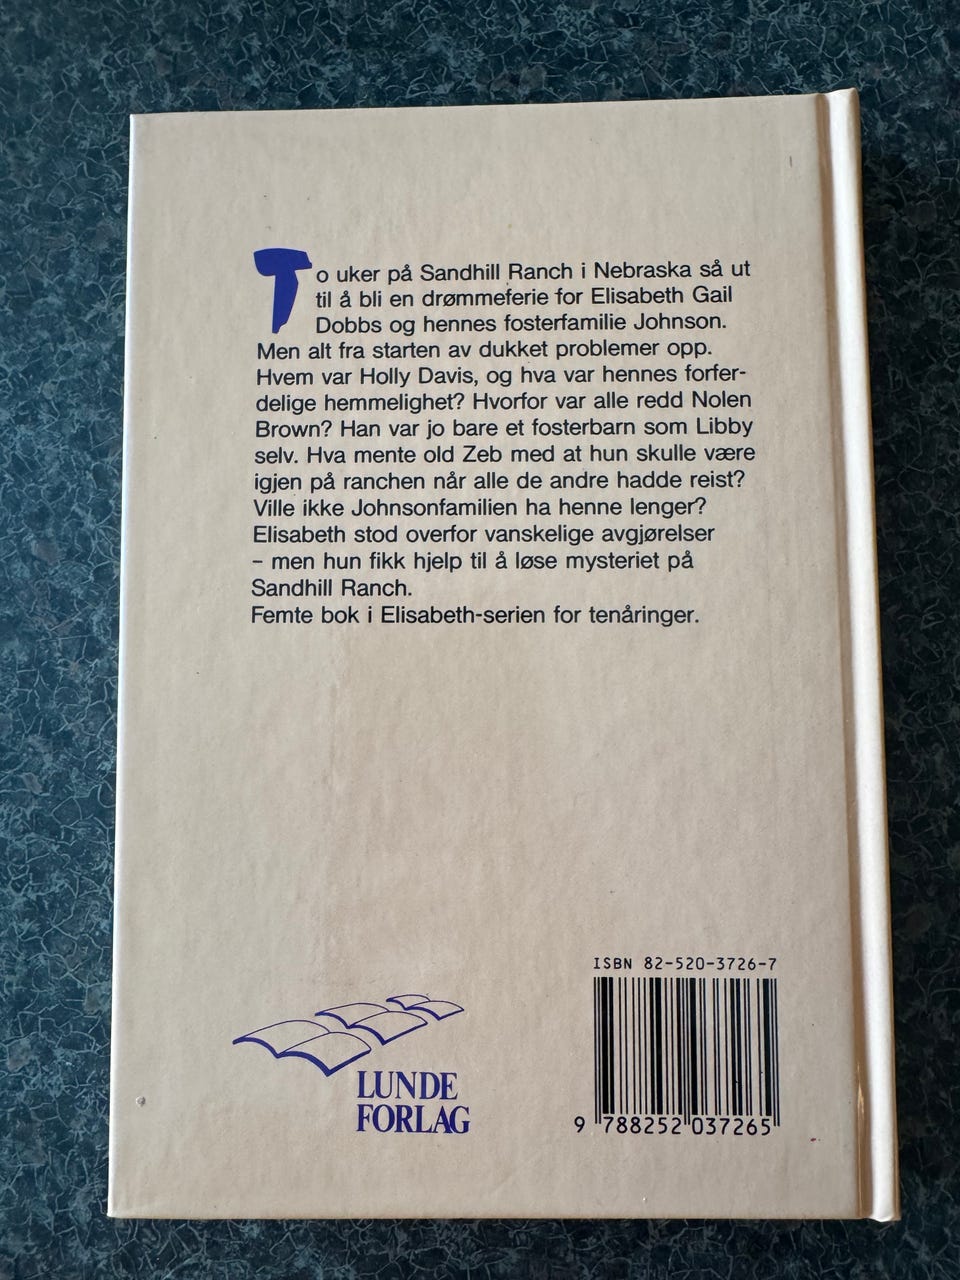 To uker på Sandhill Ranch i Nebraska så ut
til å bli en drømmeferie for Elisabeth Gail
Dobbs og hennes fosterfamilie Johnson.
Men alt fra starten av dukket problemer opp.
Hvem var Holly Davis, og hva var hennes forfer-
delige hemmelighet? Hvorfor var alle redd Nolen
Brown? Han var jo bare et fosterbarn som Libby
selv. Hva mente old Zeb med at hun skulle være
igjen på ranchen når alle de andre hadde reist?
Ville ikke Johnsonfamilien ha henne lenger?
Elisabeth stod overfor vanskelige avgjørelser
– men hun fikk hjelp til å løse mysteriet på
Sandhill Ranch.
Femte bok i Elisabeth-serien for tenåringer.
LUNDE
FORLAG
ISBN 82-520-3726-7
9 788252 037265